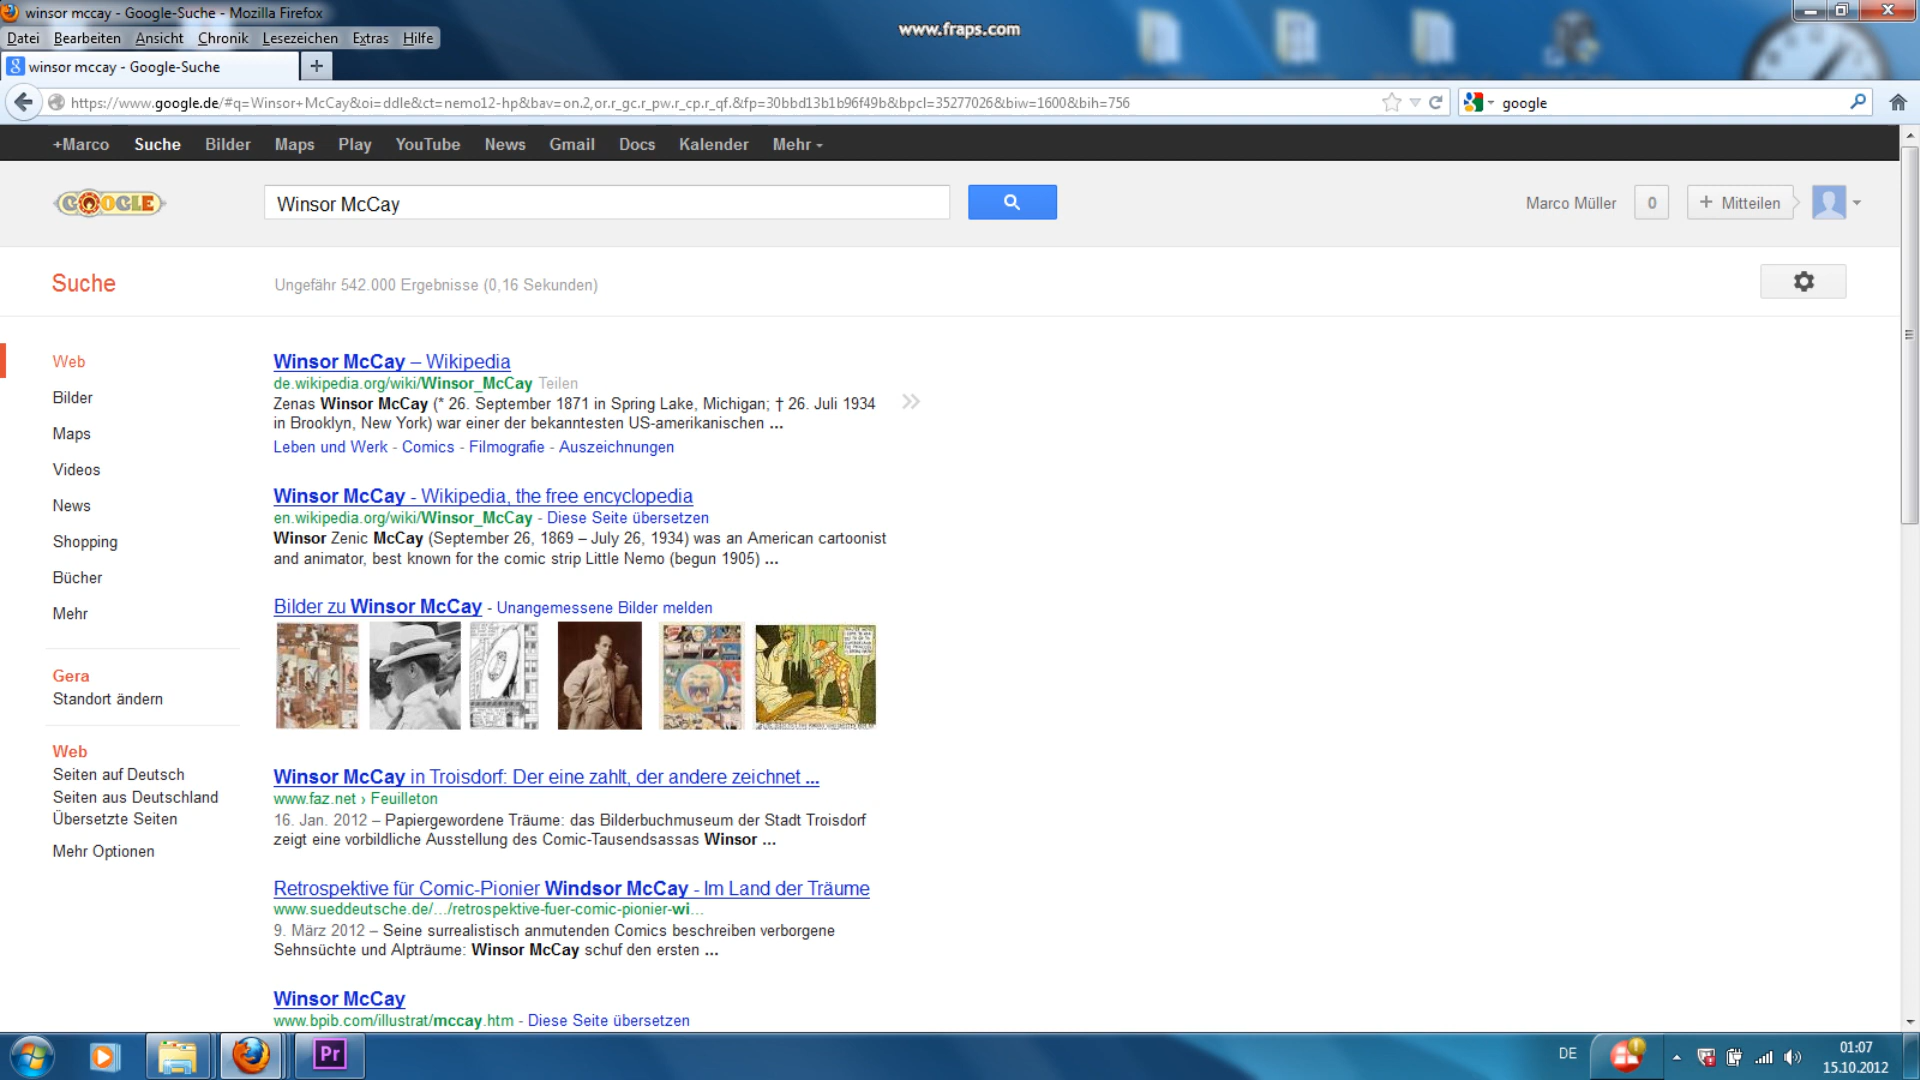 winsor mccay - Google-Suche - Mozilla Firefox
Datei Bearbeiten Ansicht Chronik Lesezeichen Extras Hilfe
www.fraps.com
winsor mccay - Google-Suche
https://www.google.de/#q=Winsor+McCay&oi=ddle&ct=nemo12-hp&bav=on.2,or.r_gc.r_pw.r_cp.r_qf.&fp=30bbd13b1b96f49b&bpcl=35277026&biw=1600&bih=756
google
+Marco Suche Bilder Maps Play YouTube News Gmail Docs Kalender Mehr
GOOGLE
Winsor McCay
Marco Müller 0 + Mitteilen
Suche
Ungefähr 542.000 Ergebnisse (0,16 Sekunden)
Web
Bilder
Maps
Videos
News
Shopping
Bücher
Mehr
Gera
Standort ändern
Web
Seiten auf Deutsch
Seiten aus Deutschland
Übersetzte Seiten
Mehr Optionen
Winsor McCay – Wikipedia
de.wikipedia.org/wiki/Winsor_McCay Teilen
Zenas Winsor McCay (* 26. September 1871 in Spring Lake, Michigan; † 26. Juli 1934
in Brooklyn, New York) war einer der bekanntesten US-amerikanischen ...
Leben und Werk - Comics - Filmografie - Auszeichnungen
Winsor McCay - Wikipedia, the free encyclopedia
en.wikipedia.org/wiki/Winsor_McCay - Diese Seite übersetzen
Winsor Zenic McCay (September 26, 1869 – July 26, 1934) was an American cartoonist
and animator, best known for the comic strip Little Nemo (begun 1905) ...
Bilder zu Winsor McCay - Unangemessene Bilder melden
Winsor McCay in Troisdorf: Der eine zahlt, der andere zeichnet ...
www.faz.net › Feuilleton
16. Jan. 2012 – Papiergewordene Träume: das Bilderbuchmuseum der Stadt Troisdorf
zeigt eine vorbildliche Ausstellung des Comic-Tausendsassas Winsor ...
Retrospektive für Comic-Pionier Windsor McCay - Im Land der Träume
www.sueddeutsche.de/.../retrospektive-fuer-comic-pionier-wi...
9. März 2012 – Seine surrealistisch anmutenden Comics beschreiben verborgene
Sehnsüchte und Alpträume: Winsor McCay schuf den ersten ...
Winsor McCay
www.bpib.com/illustrat/mccay.htm - Diese Seite übersetzen
Pr
DE
01:07
15.10.2012